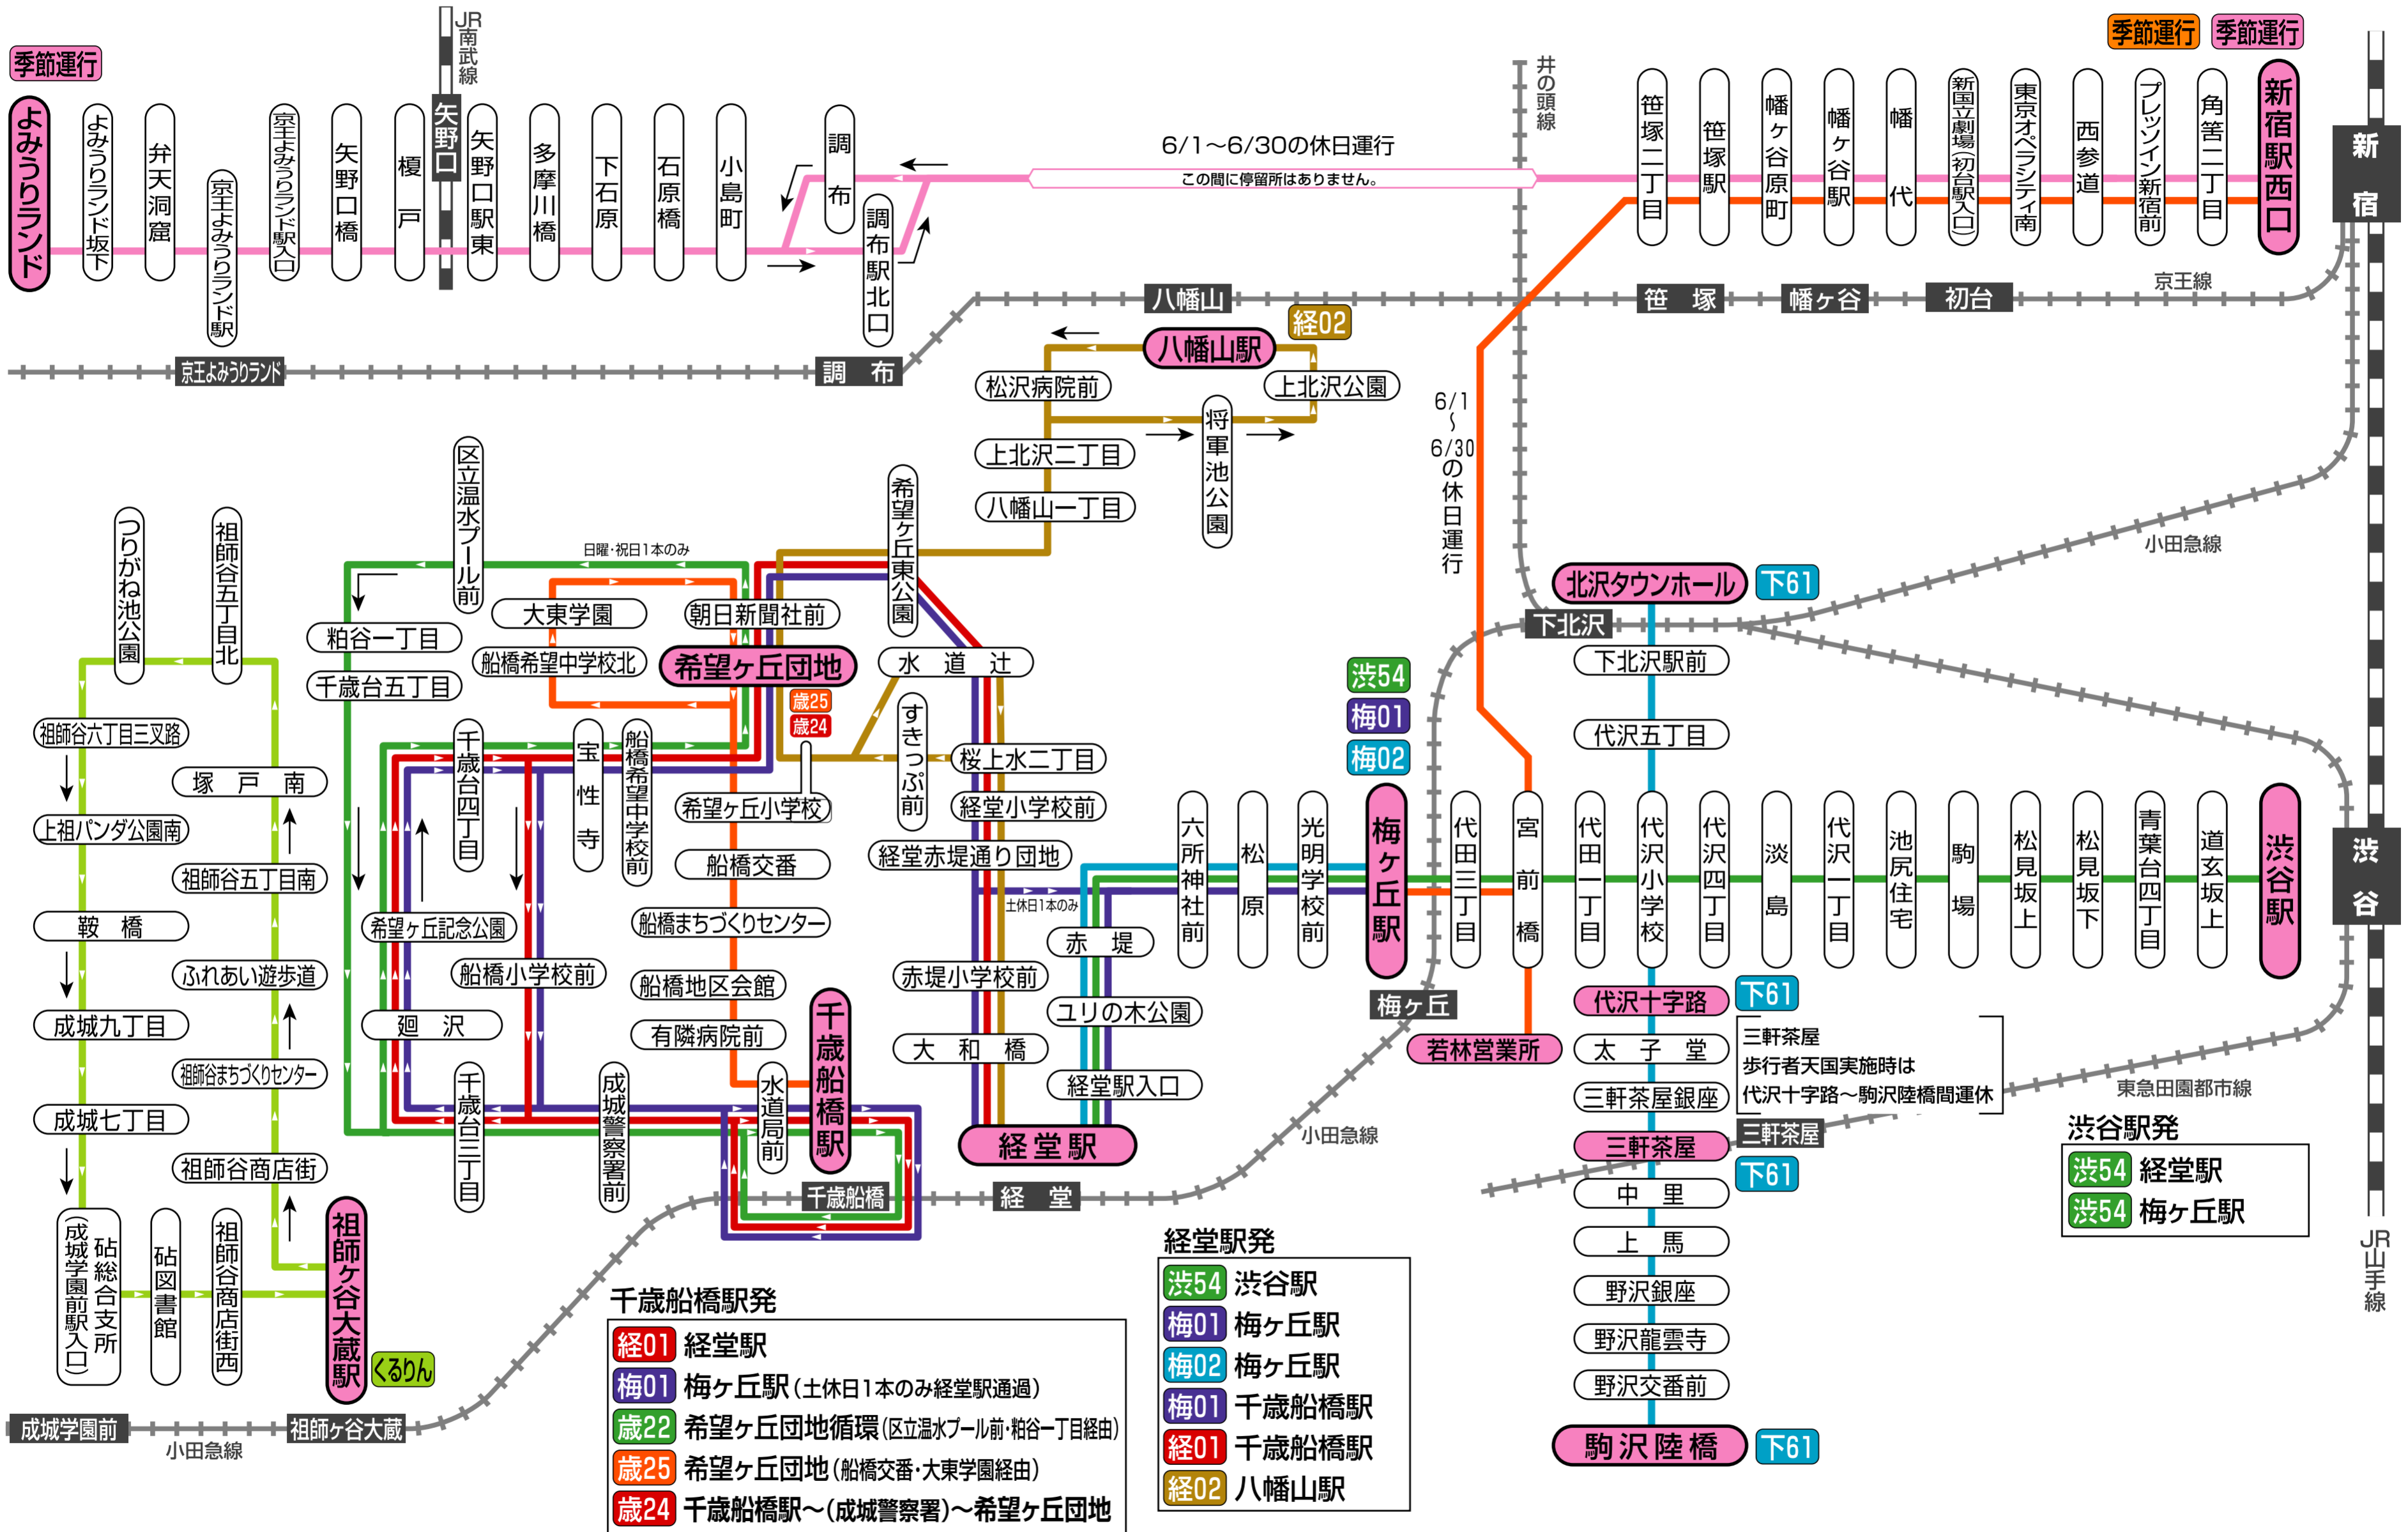 季節運行
よみうりランド
よみうりランド坂下
弁天洞窟
京王よみうりランド駅
京王よみうりランド駅入口
矢野口橋
榎戸
JR南武線
矢野口
矢野口駅東
多摩川橋
下石原
石原橋
小島町
調布
調布駅北口
6/1〜6/30の休日運行
この間に停留所はありません。
井の頭線
笹塚二丁目
笹塚駅
幡ヶ谷原町
幡ヶ谷駅
幡代
新国立劇場(初台駅入口)
東京オペラシティ南
西参道
プレッソイン新宿前
角筈二丁目
季節運行
季節運行
新宿駅西口
新宿
京王よみうりランド
調布
八幡山
笹塚
幡ヶ谷
初台
京王線
八幡山駅
経02
松沢病院前
上北沢公園
将軍池公園
上北沢二丁目
八幡山一丁目
6/1〜6/30の休日運行
小田急線
つりがね池公園
祖師谷五丁目北
祖師谷六丁目三叉路
塚戸南
上祖パンダ公園南
祖師谷五丁目南
鞍橋
ふれあい遊歩道
成城九丁目
祖師谷まちづくりセンター
成城七丁目
祖師谷商店街
砧総合支所
(成城学園前駅入口)
砧図書館
祖師谷商店街西
祖師ヶ谷大蔵駅
くるりん
成城学園前
小田急線
祖師ヶ谷大蔵
区立温水プール前
日曜・祝日1本のみ
粕谷一丁目
千歳台五丁目
大東学園
船橋希望中学校北
朝日新聞社前
希望ヶ丘団地
歳25
歳24
希望ヶ丘東公園
水道辻
すきっぷ前
桜上水二丁目
経堂小学校前
経堂赤堤通り団地
千歳台四丁目
宝性寺
船橋希望中学校前
希望ヶ丘小学校
船橋交番
希望ヶ丘記念公園
船橋小学校前
船橋まちづくりセンター
船橋地区会館
有隣病院前
廻沢
千歳台三丁目
成城警察署前
水道局前
千歳船橋駅
千歳船橋
赤堤小学校前
大和橋
経堂駅
経堂
土休日1本のみ
赤堤
ユリの木公園
経堂駅入口
六所神社前
松原
光明学校前
渋54
梅01
梅02
梅ヶ丘駅
梅ヶ丘
小田急線
代田三丁目
宮前橋
代田一丁目
代沢小学校
代沢四丁目
淡島
代沢一丁目
池尻住宅
駒場
松見坂上
松見坂下
青葉台四丁目
道玄坂上
渋谷駅
渋谷
若林営業所
北沢タウンホール
下61
下北沢
下北沢駅前
代沢五丁目
代沢十字路
下61
太子堂
三軒茶屋銀座
三軒茶屋
歩行者天国実施時は
代沢十字路〜駒沢陸橋間運休
三軒茶屋
三軒茶屋
下61
東急田園都市線
中里
上馬
野沢銀座
野沢龍雲寺
野沢交番前
駒沢陸橋
下61
JR山手線
千歳船橋駅発
経01 経堂駅
梅01 梅ヶ丘駅(土休日1本のみ経堂駅通過)
歳22 希望ヶ丘団地循環(区立温水プール前・粕谷一丁目経由)
歳25 希望ヶ丘団地(船橋交番・大東学園経由)
歳24 千歳船橋駅〜(成城警察署)〜希望ヶ丘団地
経堂駅発
渋54 渋谷駅
梅01 梅ヶ丘駅
梅02 梅ヶ丘駅
梅01 千歳船橋駅
経01 千歳船橋駅
経02 八幡山駅
渋谷駅発
渋54 経堂駅
渋54 梅ヶ丘駅